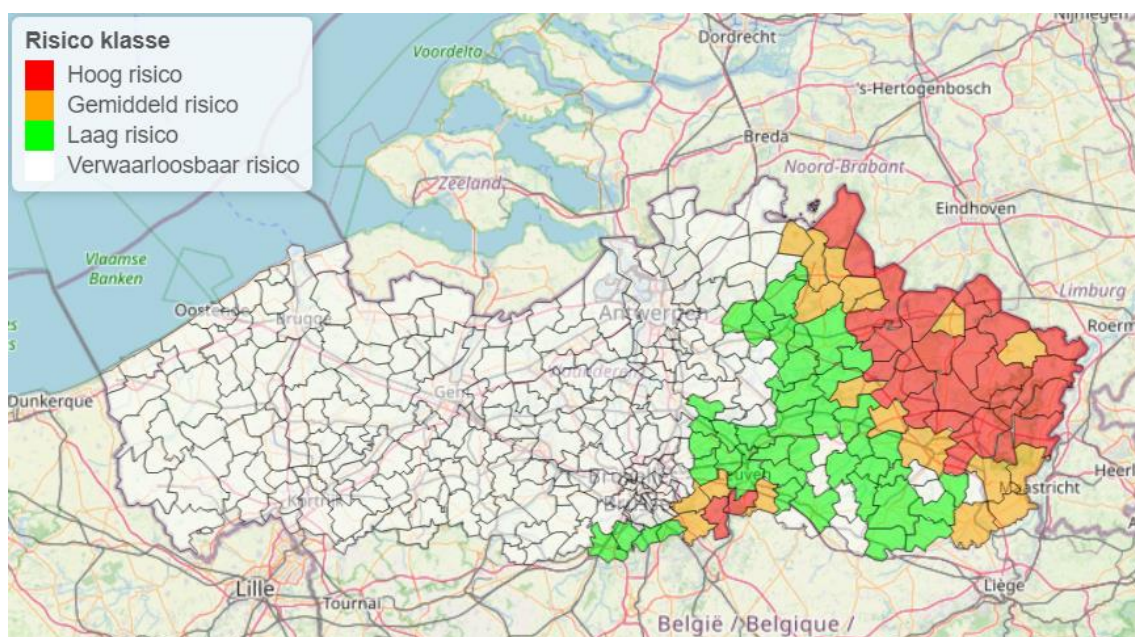 Risico klasse
Hoog risico
Gemiddeld risico
Laag risico
Verwaarloosbaar risico
Voordelta
Dordrecht
Nijmegen
's-Hertogenbosch
Breda
Noord-Brabant
Zeeland
Eindhoven
Vlaamse
Banken
Limburg
Oostende
Brugge
Antwerpen
Roerm
Gent
Dunkerque
Leuven
Heerl
Maastricht
Kortrijk
Lille
Tournai
Liège
België / Belgique /